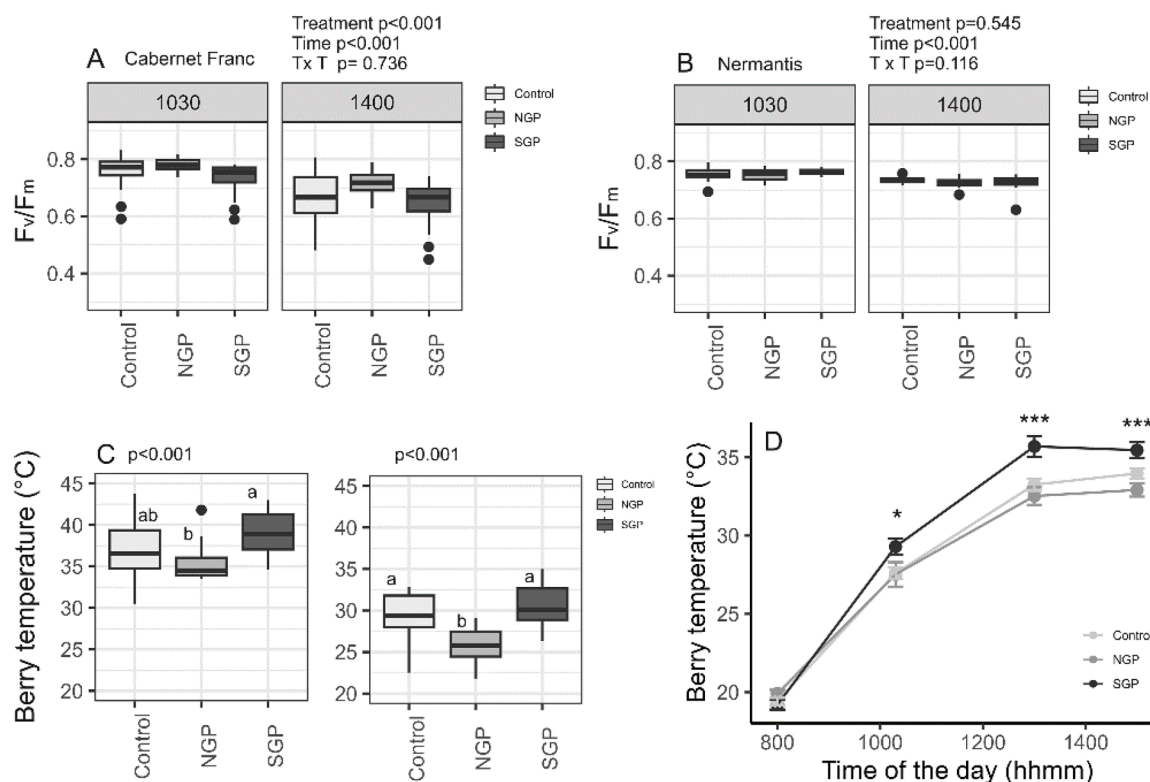 Treatment p<0.001
Time p<0.001
Tx T p= 0.736
A Cabernet Franc
1030
1400
Control
NGP
SGP
Fv/Fm
0.8
0.6
0.4
Control
NGP
SGP
Control
NGP
SGP
Treatment p=0.545
Time p<0.001
T x T p=0.116
B Nermantis
1030
1400
Control
NGP
SGP
Fv/Fm
0.8
0.6
0.4
Control
NGP
SGP
Control
NGP
SGP
C p<0.001
p<0.001
Berry temperature (°C)
45
40
35
30
25
20
ab
b
a
Control
NGP
SGP
45
40
35
30
25
20
a
b
a
Control
NGP
SGP
Control
NGP
SGP
D
Berry temperature (°C)
35
30
25
20
*
***
***
Control
NGP
SGP
800
1000
1200
1400
Time of the day (hhmm)